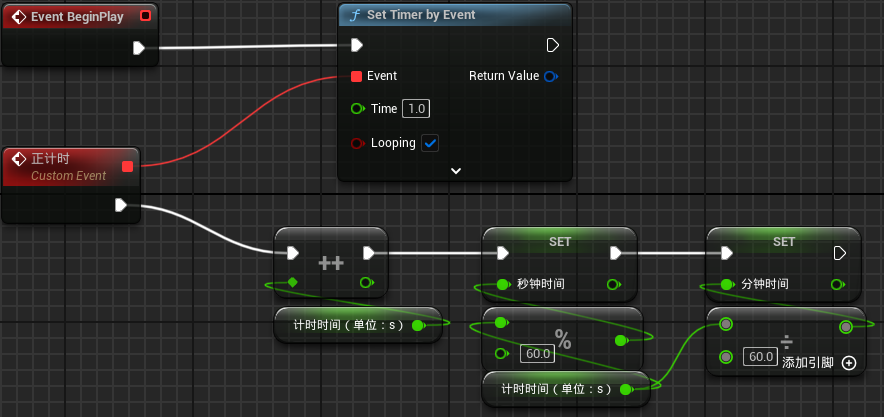 Event BeginPlay
Set Timer by Event
Event
Return Value
Time 1.0
Looping
正计时
Custom Event
++
SET
SET
秒钟时间
分钟时间
计时时间（单位：s）
%
60.0
÷
60.0
添加引脚
计时时间（单位：s）